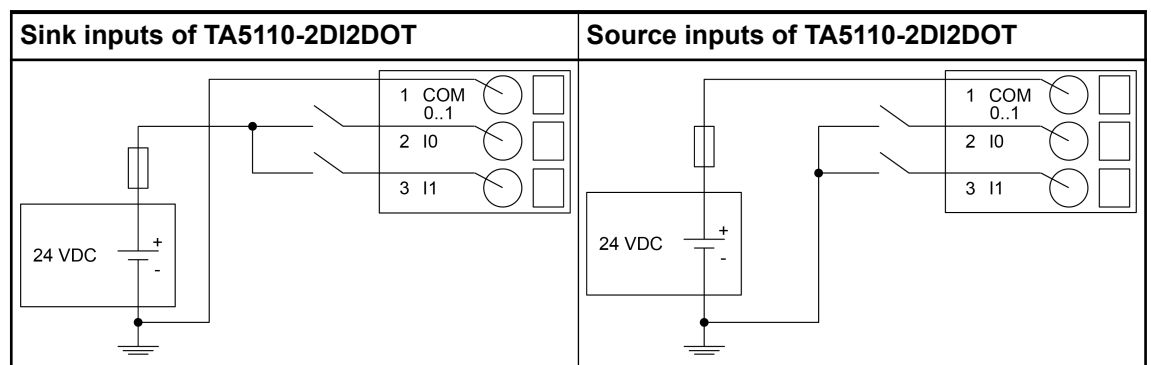 Sink inputs of TA5110-2DI2DOT
Source inputs of TA5110-2DI2DOT
1 COM
0..1
2 I0
3 I1
24 VDC
+
-
1 COM
0..1
2 I0
3 I1
24 VDC
+
-